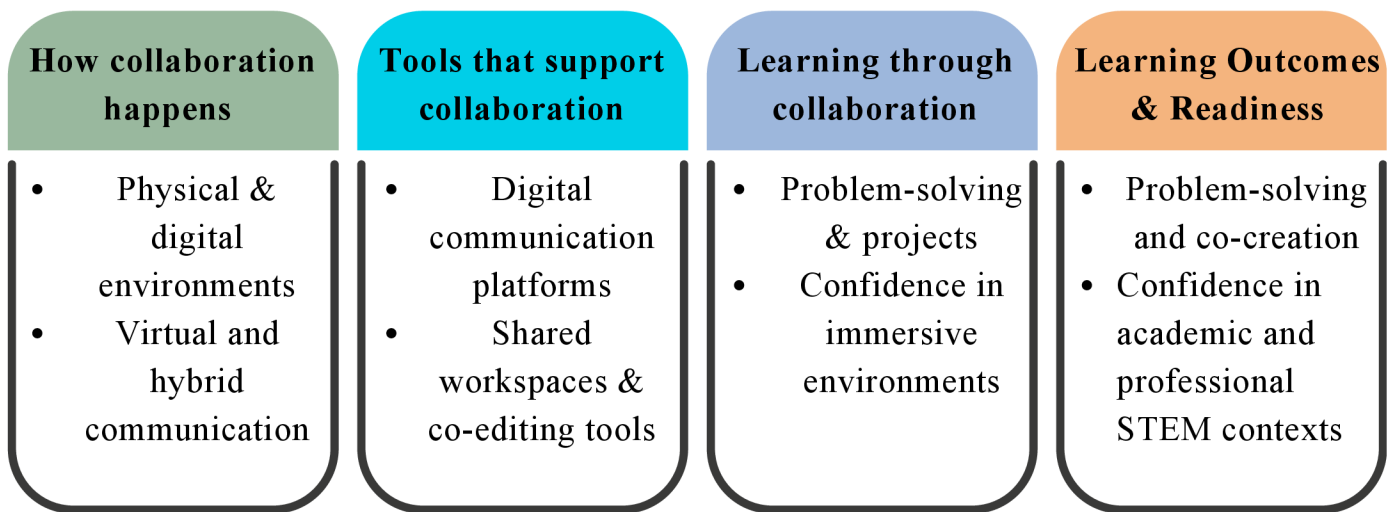 How collaboration
happens
• Physical &
digital
environments
• Virtual and
hybrid
communication
Tools that support
collaboration
• Digital
communication
platforms
• Shared
workspaces &
co-editing tools
Learning through
collaboration
• Problem-solving
& projects
• Confidence in
immersive
environments
Learning Outcomes
& Readiness
• Problem-solving
and co-creation
• Confidence in
academic and
professional
STEM contexts